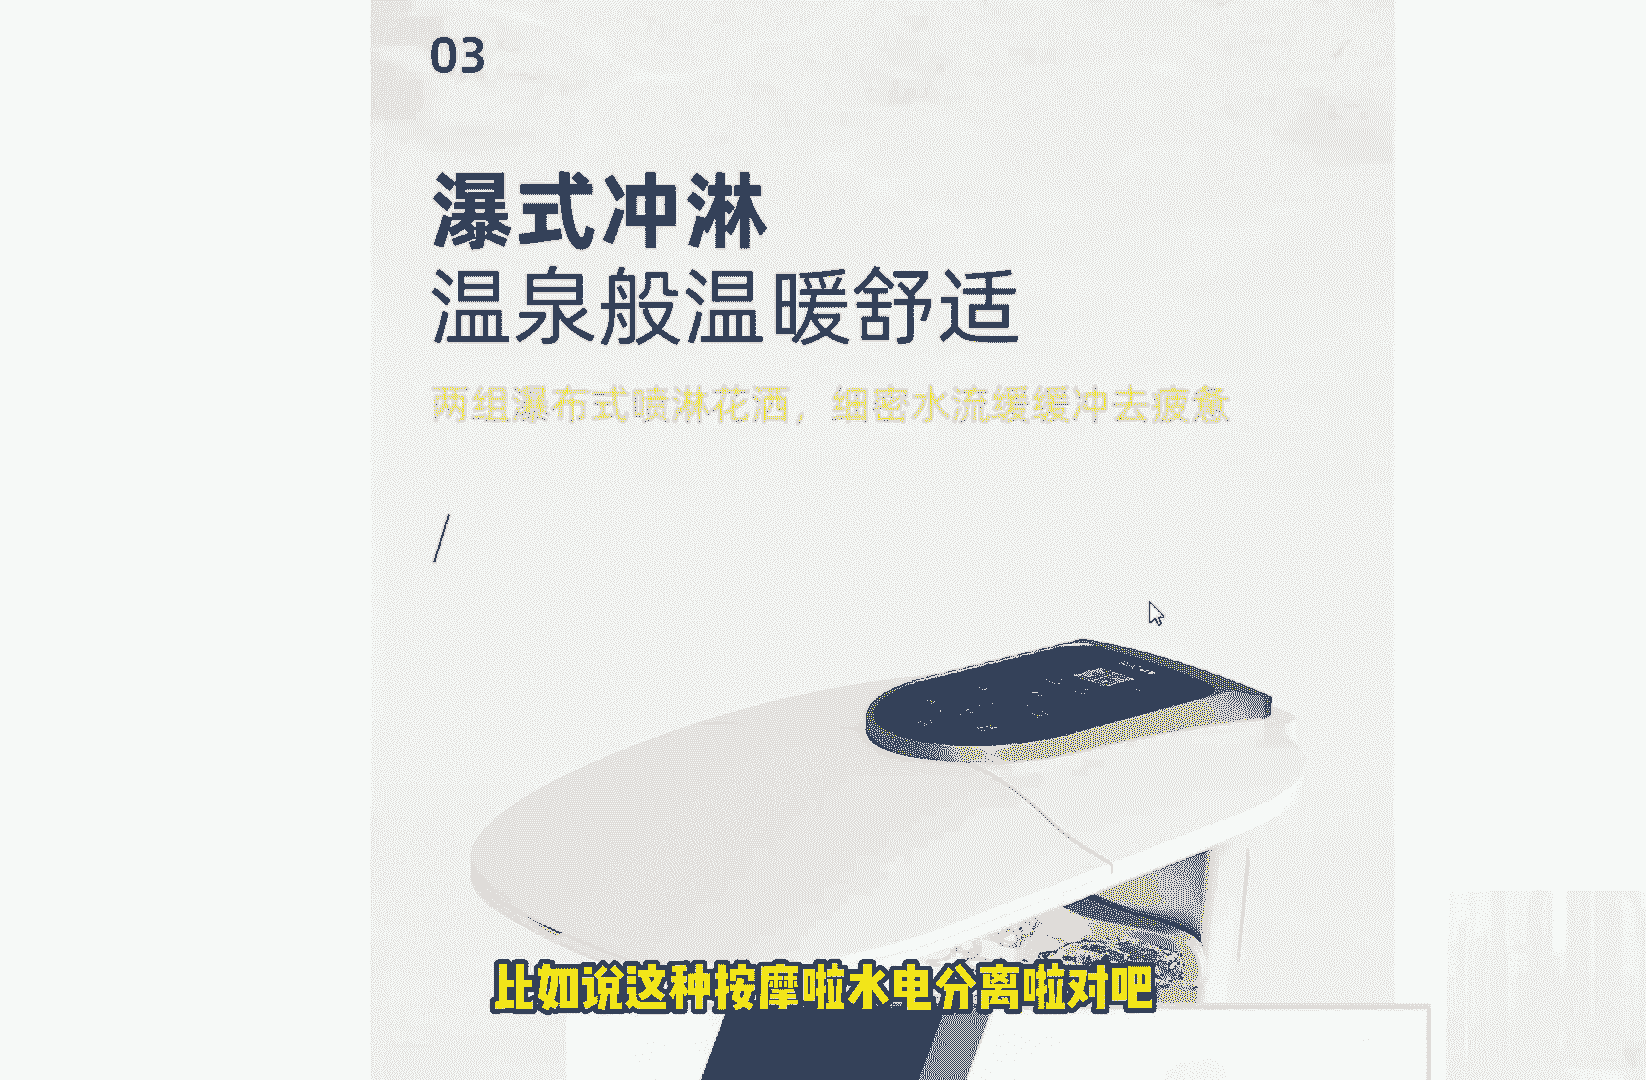 03
瀑式冲淋
温泉般温暖舒适
两组瀑布式喷淋花洒，细密水流缓缓冲去疲惫
比如说这种按摩啦水电分离啦对吧